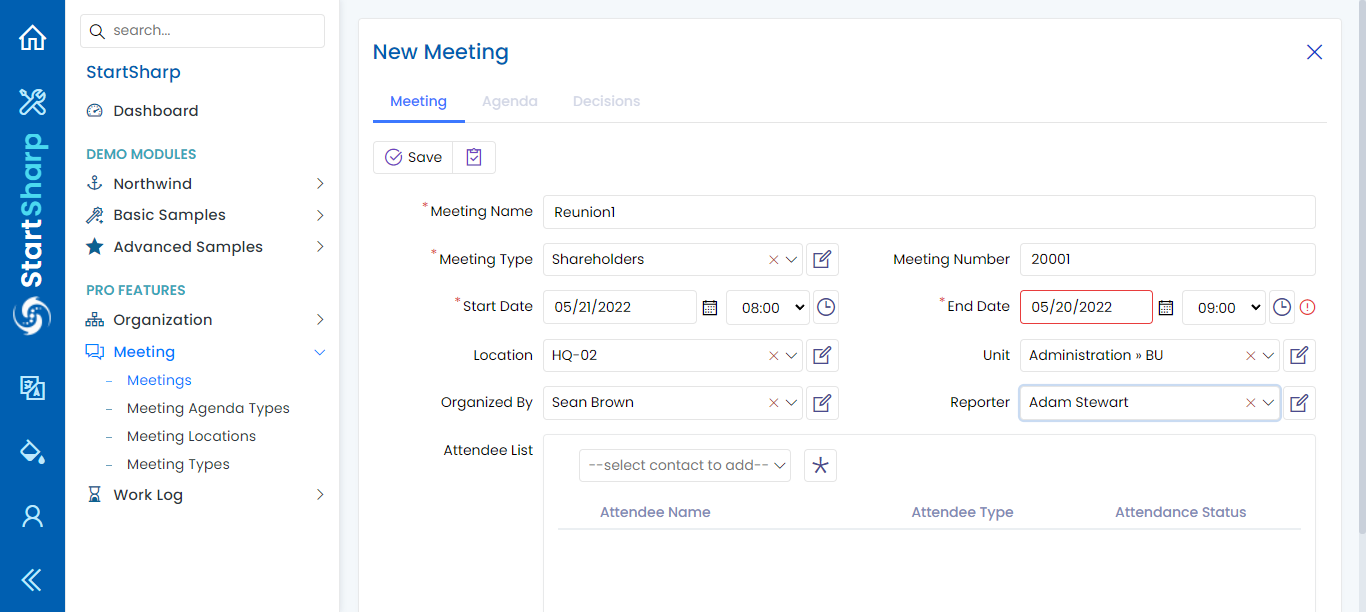 StartSharp
search...
StartSharp
Dashboard
DEMO MODULES
Northwind
Basic Samples
Advanced Samples
PRO FEATURES
Organization
Meeting
– Meetings
– Meeting Agenda Types
– Meeting Locations
– Meeting Types
Work Log
New Meeting
Meeting Agenda Decisions
Save
*Meeting Name Reunion1
*Meeting Type Shareholders Meeting Number 20001
*Start Date 05/21/2022 08:00 *End Date 05/20/2022 09:00
Location HQ-02 Unit Administration » BU
Organized By Sean Brown Reporter Adam Stewart
Attendee List
--select contact to add--
Attendee Name Attendee Type Attendance Status